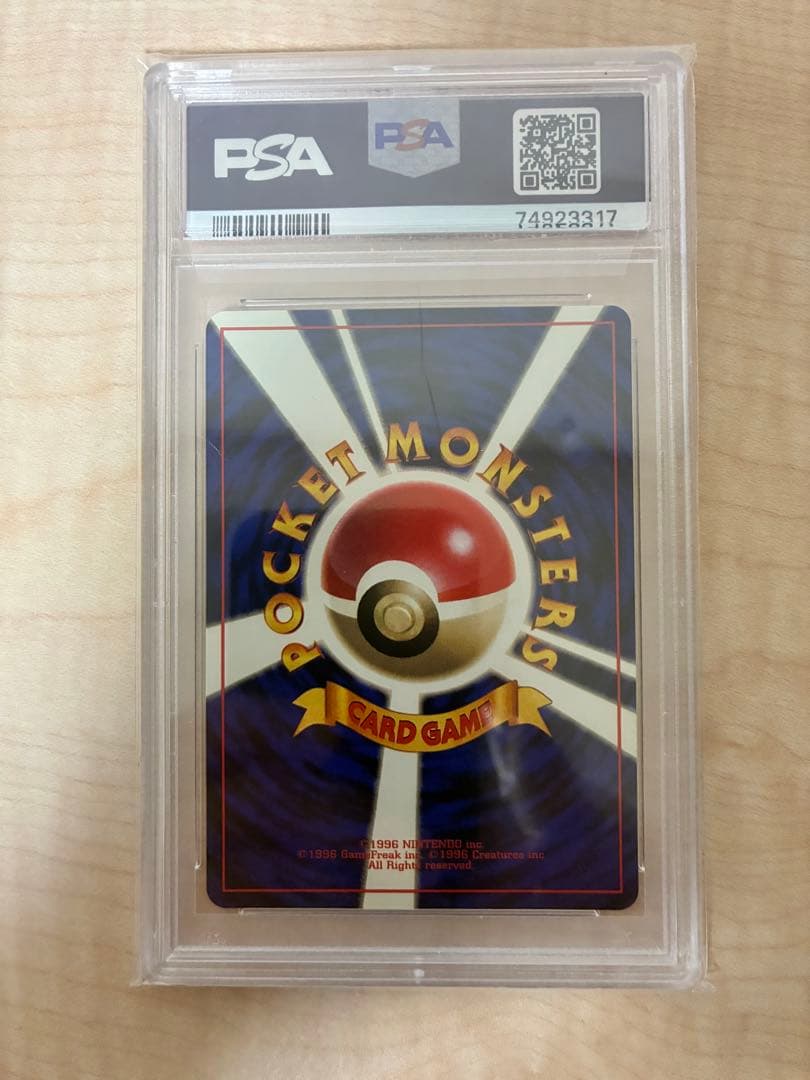 PSA
PSA
74923317
POCKET MONSTERS
CARD GAME
©1996 NINTENDO inc.
©1996 GameFreak inc. ©1996 Creatures inc.
All Rights reserved.